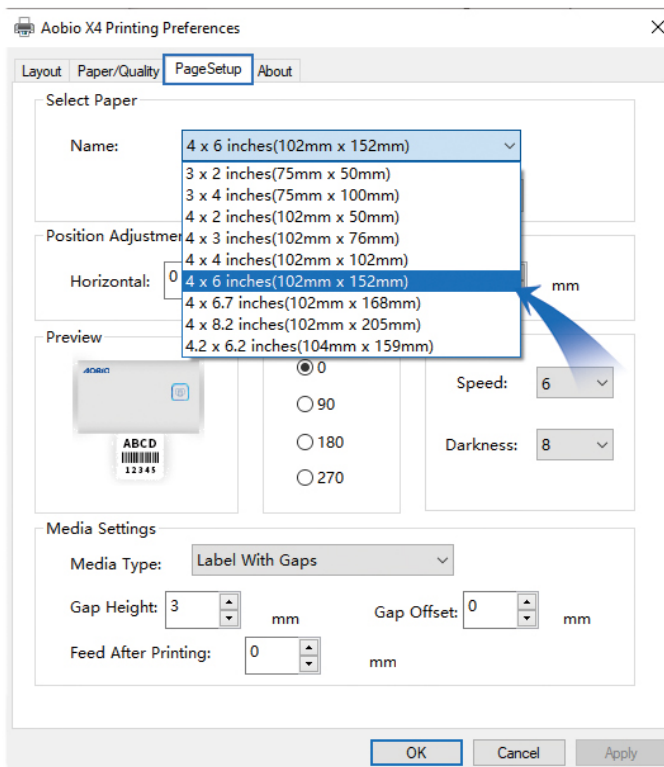 Aobio X4 Printing Preferences
Layout Paper/Quality PageSetup About
Select Paper
Name: 4 x 6 inches(102mm x 152mm)
3 x 2 inches(75mm x 50mm)
3 x 4 inches(75mm x 100mm)
4 x 2 inches(102mm x 50mm)
4 x 3 inches(102mm x 76mm)
4 x 4 inches(102mm x 102mm)
4 x 6 inches(102mm x 152mm)
4 x 6.7 inches(102mm x 168mm)
4 x 8.2 inches(102mm x 205mm)
4.2 x 6.2 inches(104mm x 159mm)
Horizontal: 0 mm
Preview
AOBIO
ABCD
12345
0
90
180
270
Speed: 6
Darkness: 8
Media Settings
Media Type: Label With Gaps
Gap Height: 3 mm Gap Offset: 0 mm
Feed After Printing: 0 mm
OK Cancel Apply